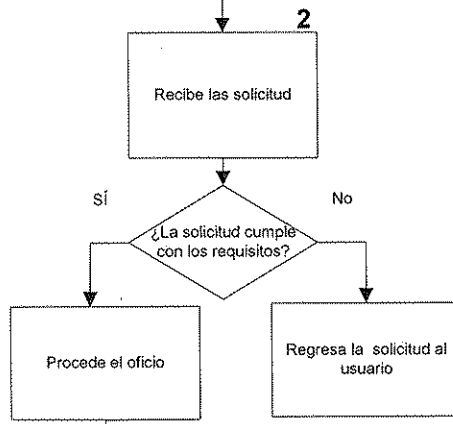 2
Recibe las solicitud
SÍ
No
¿La solicitud cumple
con los requisitos?
Procede el oficio
Regresa la solicitud al
usuario